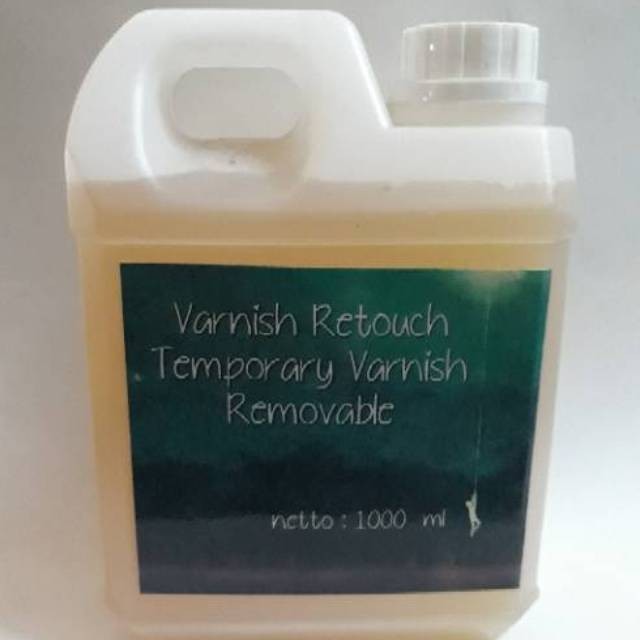 Varnish Retouch
Temporary Varnish
Removable
netto : 1000 ml